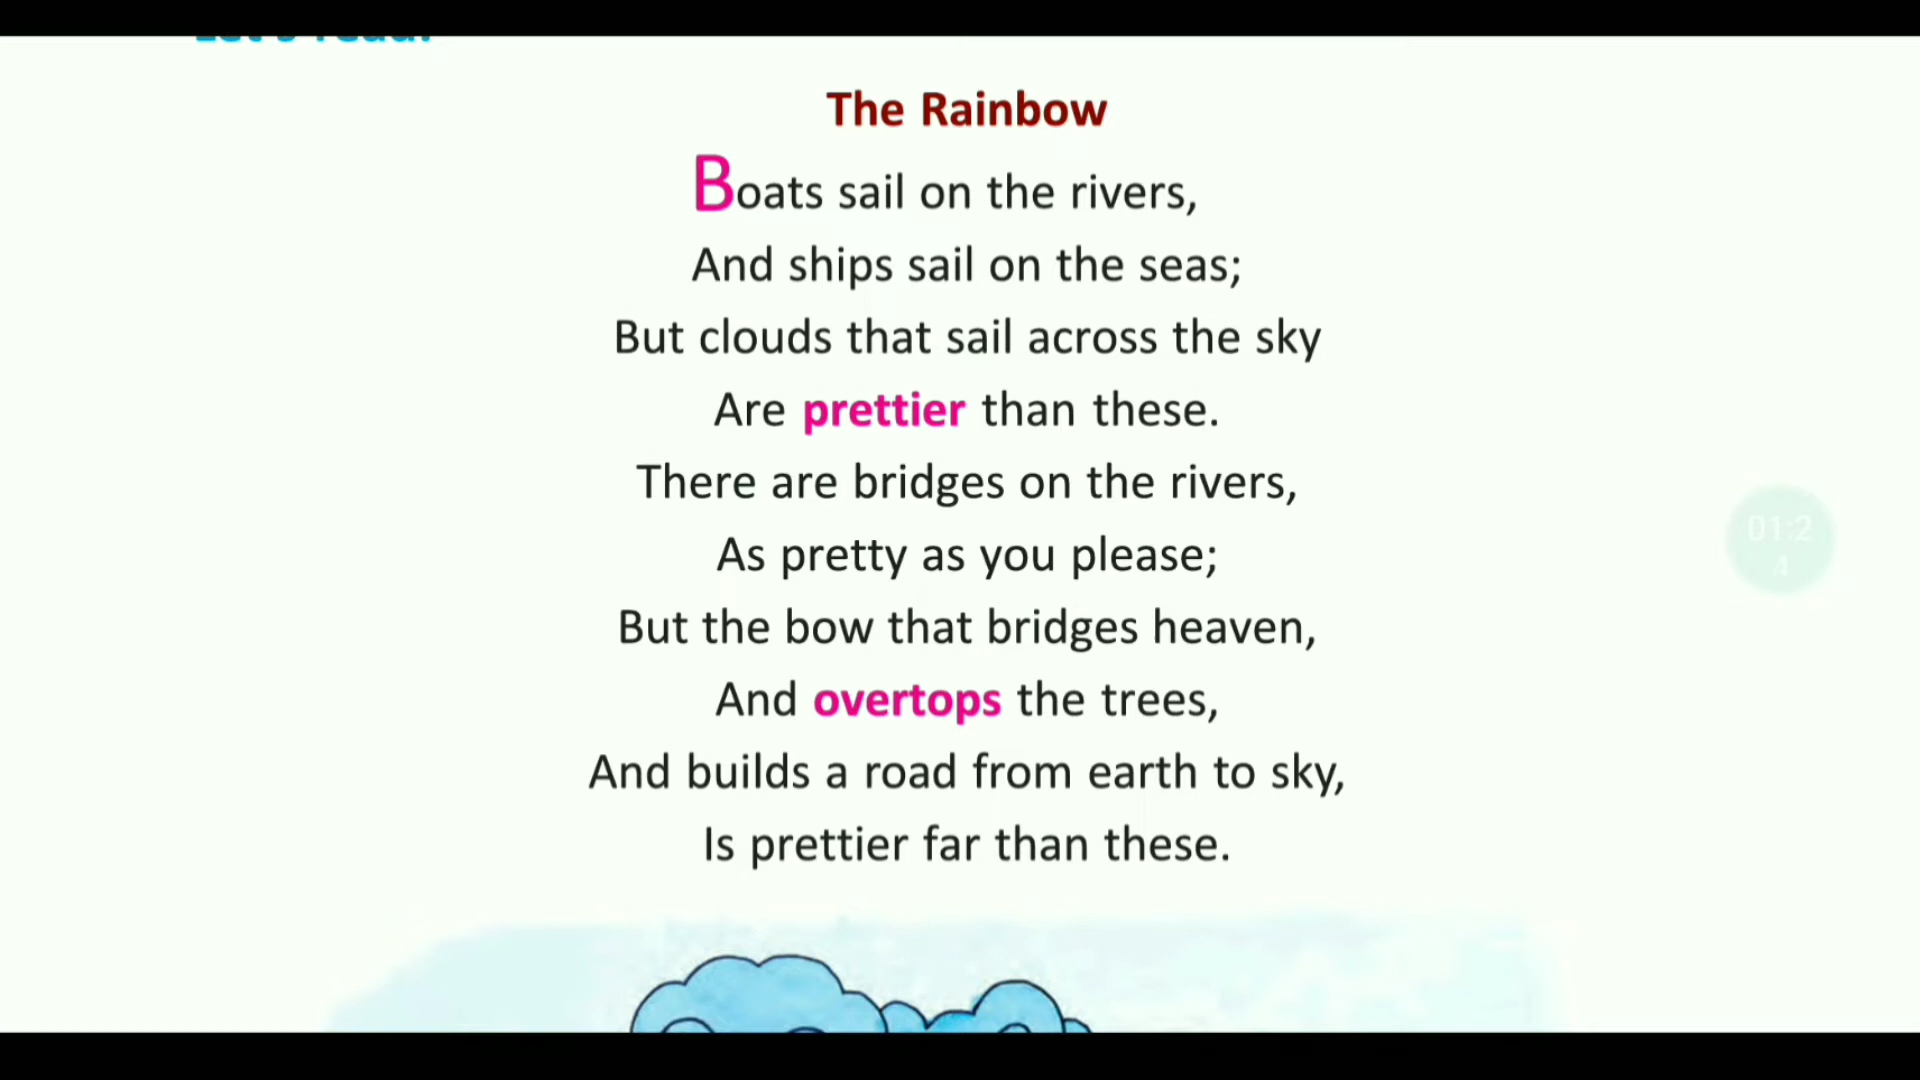 The Rainbow
Boats sail on the rivers,
And ships sail on the seas;
But clouds that sail across the sky
Are prettier than these.
There are bridges on the rivers,
As pretty as you please;
But the bow that bridges heaven,
And overtops the trees,
And builds a road from earth to sky,
Is prettier far than these.
01:2
4